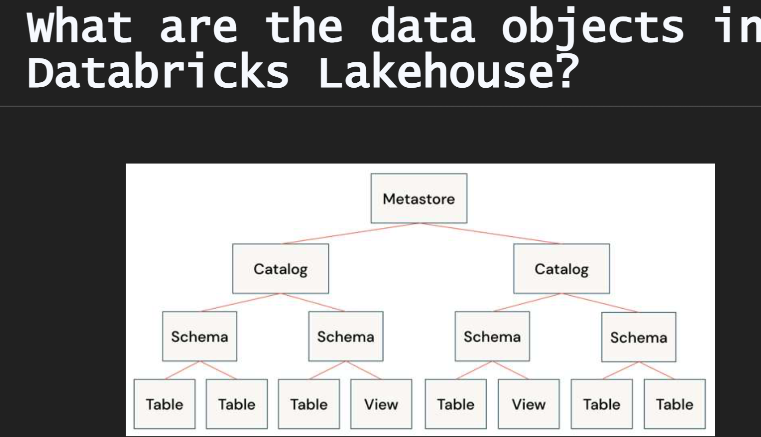 What are the data objects in
Databricks Lakehouse?
Metastore
Catalog Catalog
Schema Schema Schema Schema
Table Table Table View Table View Table Table